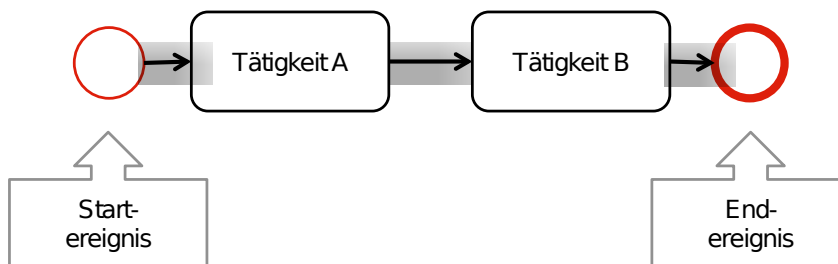 Tätigkeit A
Tätigkeit B
Start-
ereignis
End-
ereignis